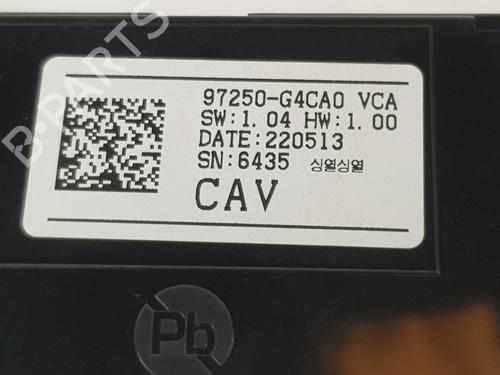 B-PARTS
97250-G4CA0 VCA
SW:1.04 HW:1.00
DATE:220513
SN:6435 싱열싱열
CAV
Pb